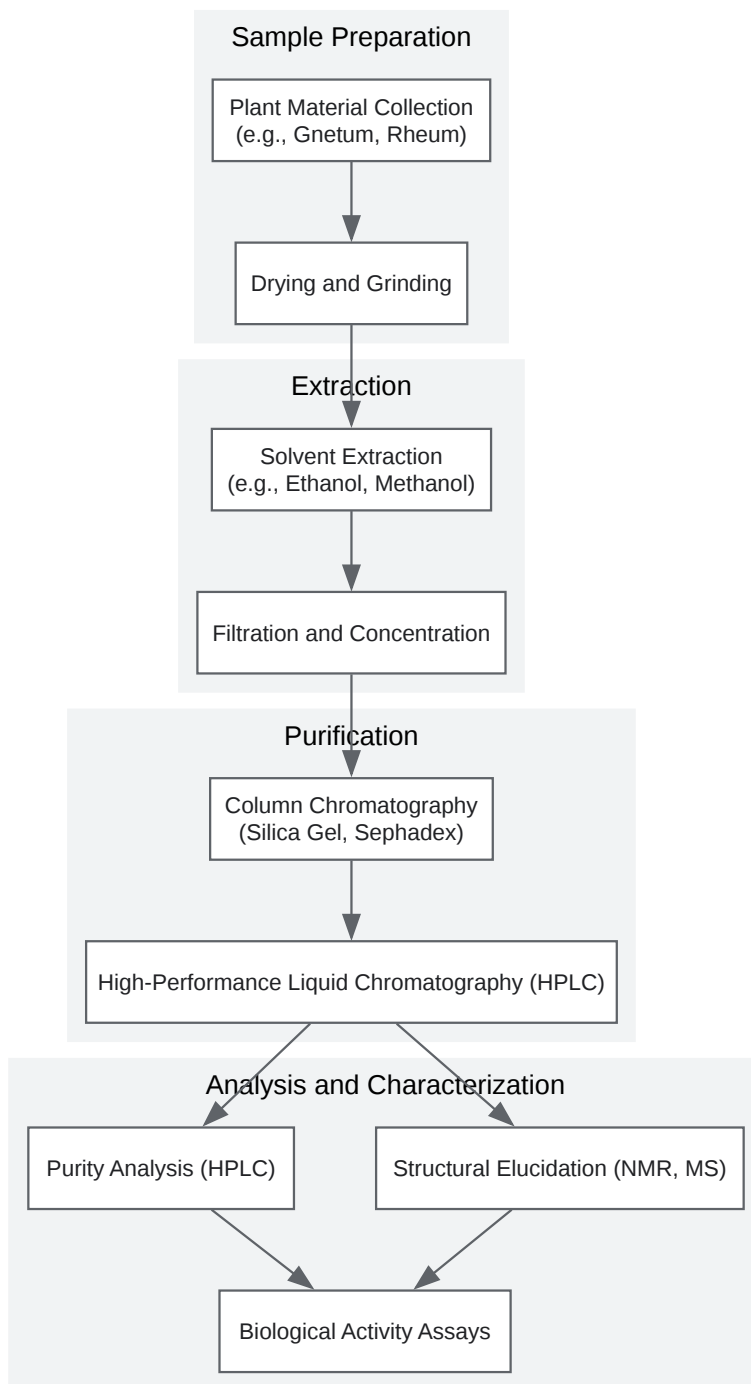 Sample Preparation
Plant Material Collection
(e.g., Gnetum, Rheum)
Drying and Grinding
Extraction
Solvent Extraction
(e.g., Ethanol, Methanol)
Filtration and Concentration
Purification
Column Chromatography
(Silica Gel, Sephadex)
High-Performance Liquid Chromatography (HPLC)
Analysis and Characterization
Purity Analysis (HPLC)
Structural Elucidation (NMR, MS)
Biological Activity Assays